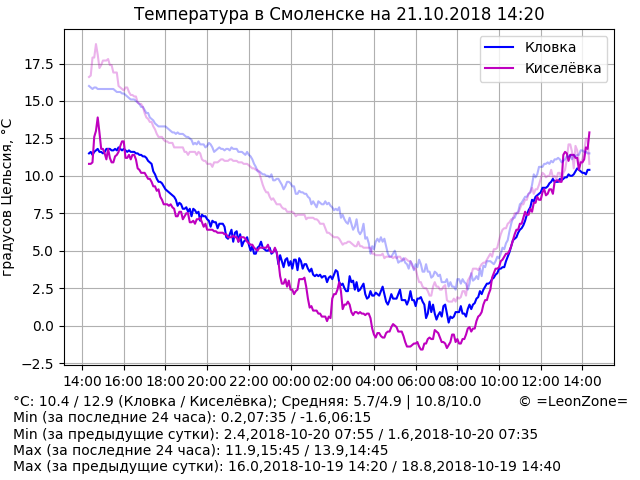 Температура в Смоленске на 21.10.2018 14:20
Кловка
Киселёвка
градусов Цельсия, °C
17.5
15.0
12.5
10.0
7.5
5.0
2.5
0.0
−2.5
14:00 16:00 18:00 20:00 22:00 00:00 02:00 04:00 06:00 08:00 10:00 12:00 14:00
°C: 10.4 / 12.9 (Кловка / Киселёвка); Средняя: 5.7/4.9 | 10.8/10.0 © =LeonZone=
Min (за последние 24 часа): 0.2,07:35 / -1.6,06:15
Min (за предыдущие сутки): 2.4,2018-10-20 07:55 / 1.6,2018-10-20 07:35
Max (за последние 24 часа): 11.9,15:45 / 13.9,14:45
Max (за предыдущие сутки): 16.0,2018-10-19 14:20 / 18.8,2018-10-19 14:40